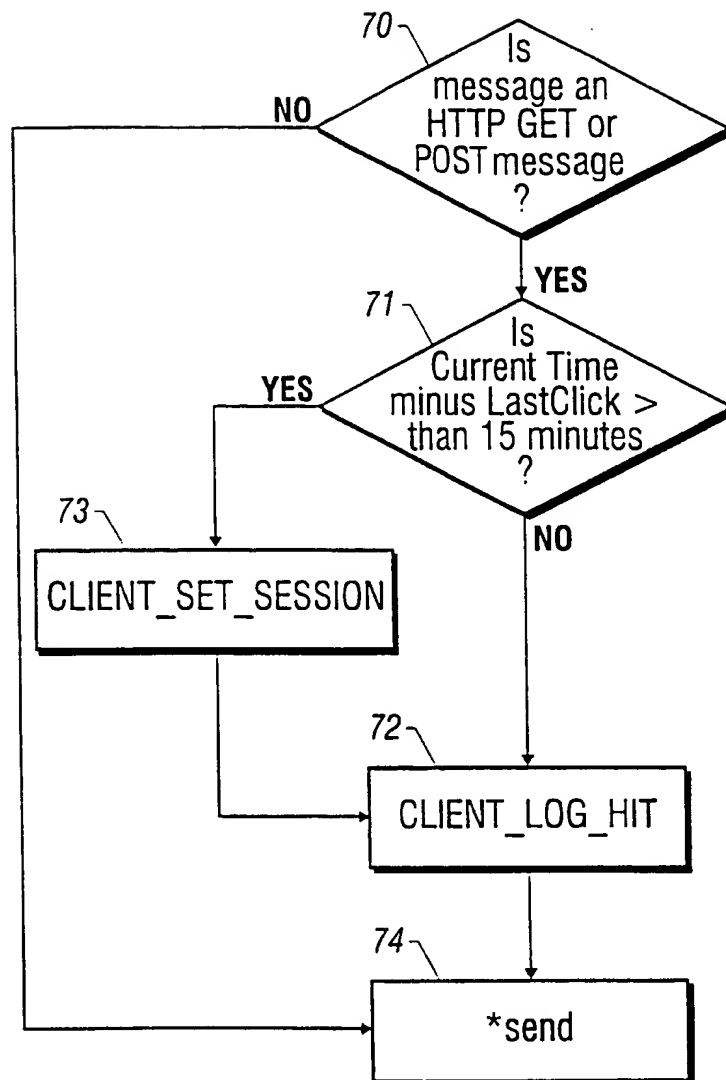 70
Is
message an
HTTP GET or
POST message
?
NO
YES
71
Is
Current Time
minus LastClick >
than 15 minutes
?
YES
NO
73
CLIENT_SET_SESSION
72
CLIENT_LOG_HIT
74
*send